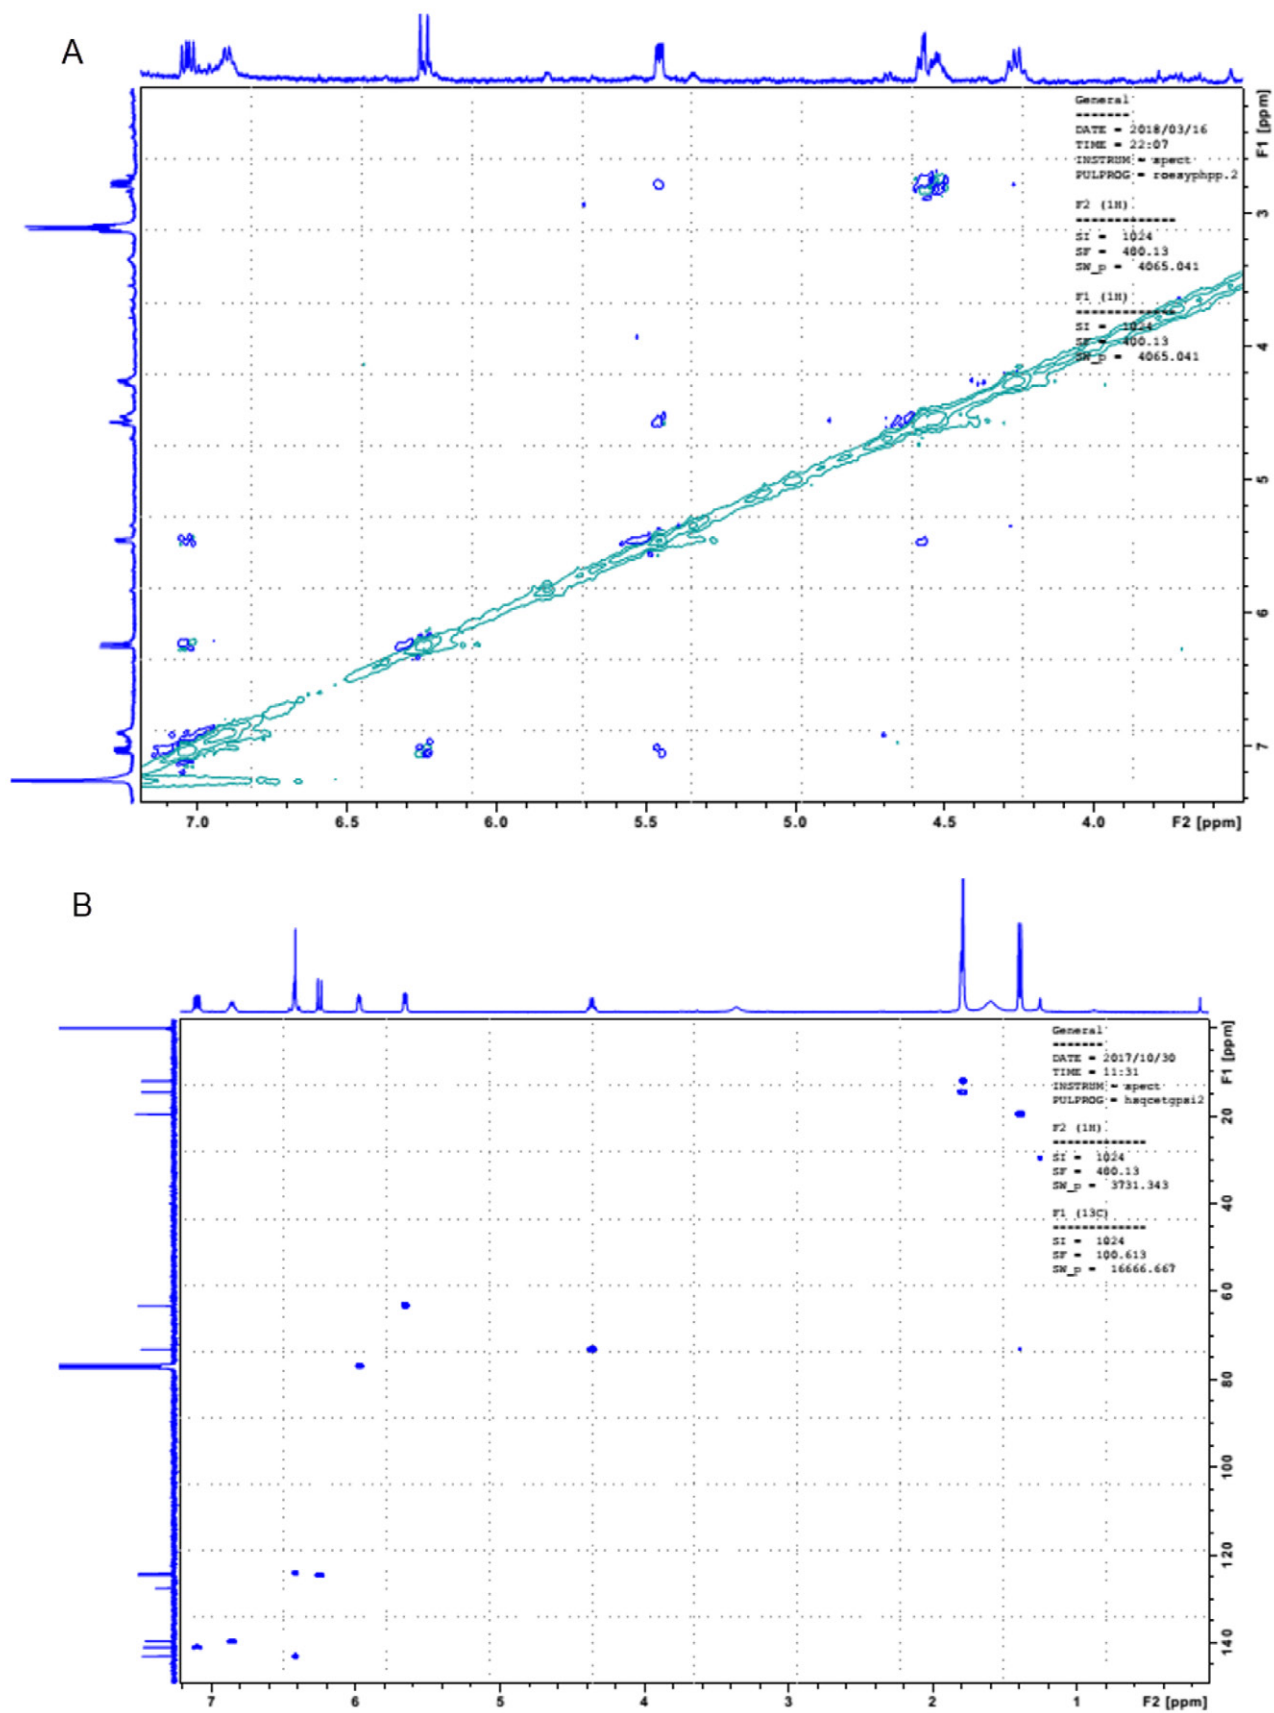 A
General
-------
DATE = 2018/03/16
TIME = 22:07
INSTRUM = spect
PULPROG = roesyphpp.2
F2 (1H)
-------------
SI = 1024
SF = 400.13
SW_p = 4065.041
F1 (1H)
-------------
SI = 1024
SF = 400.13
SW_p = 4065.041
F1 [ppm]
3
4
5
6
7
7.0 6.5 6.0 5.5 5.0 4.5 4.0 F2 [ppm]
B
General
-------
DATE = 2017/10/30
TIME = 11:31
INSTRUM = spect
PULPROG = hsqcetgpsi2
F2 (1H)
-------------
SI = 1024
SF = 400.13
SW_p = 3731.343
F1 (13C)
-------------
SI = 1024
SF = 100.613
SW_p = 16666.667
F1 [ppm]
20
40
60
80
100
120
140
7 6 5 4 3 2 1 F2 [ppm]